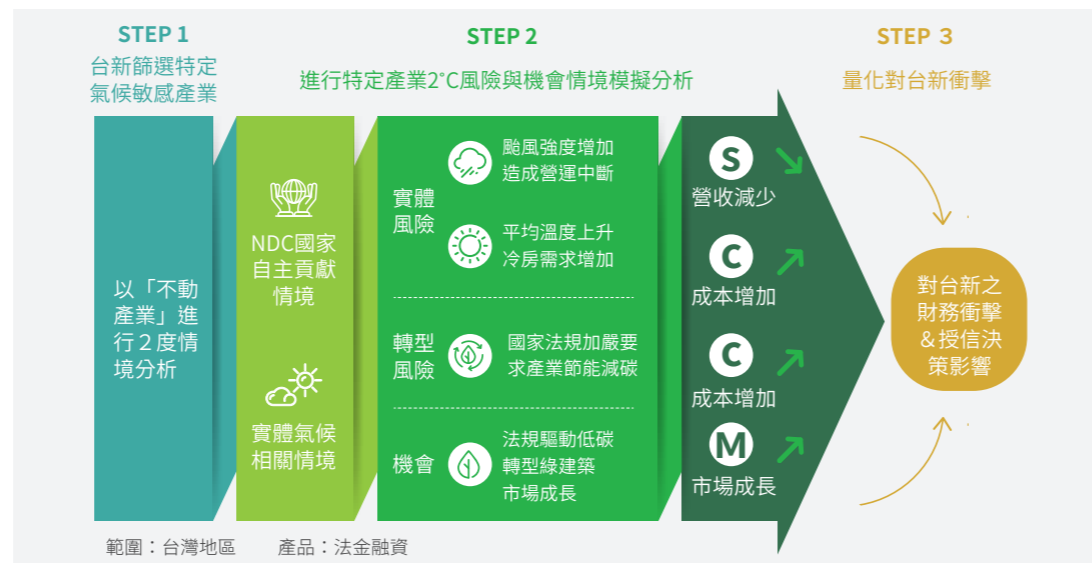 STEP 1
台新篩選特定
氣候敏感產業
STEP 2
進行特定產業2°C風險與機會情境模擬分析
STEP 3
量化對台新衝擊
以「不動
產業」進
行２度情
境分析
NDC國家
自主貢獻
情境
實體氣候
相關情境
實體
風險
颱風強度增加
造成營運中斷
平均溫度上升
冷房需求增加
轉型
風險
國家法規加嚴要
求產業節能減碳
機會
法規驅動低碳
轉型綠建築
市場成長
S
營收減少
C
成本增加
C
成本增加
M
市場成長
對台新之
財務衝擊
＆授信決
策影響
範圍：台灣地區
產品：法金融資